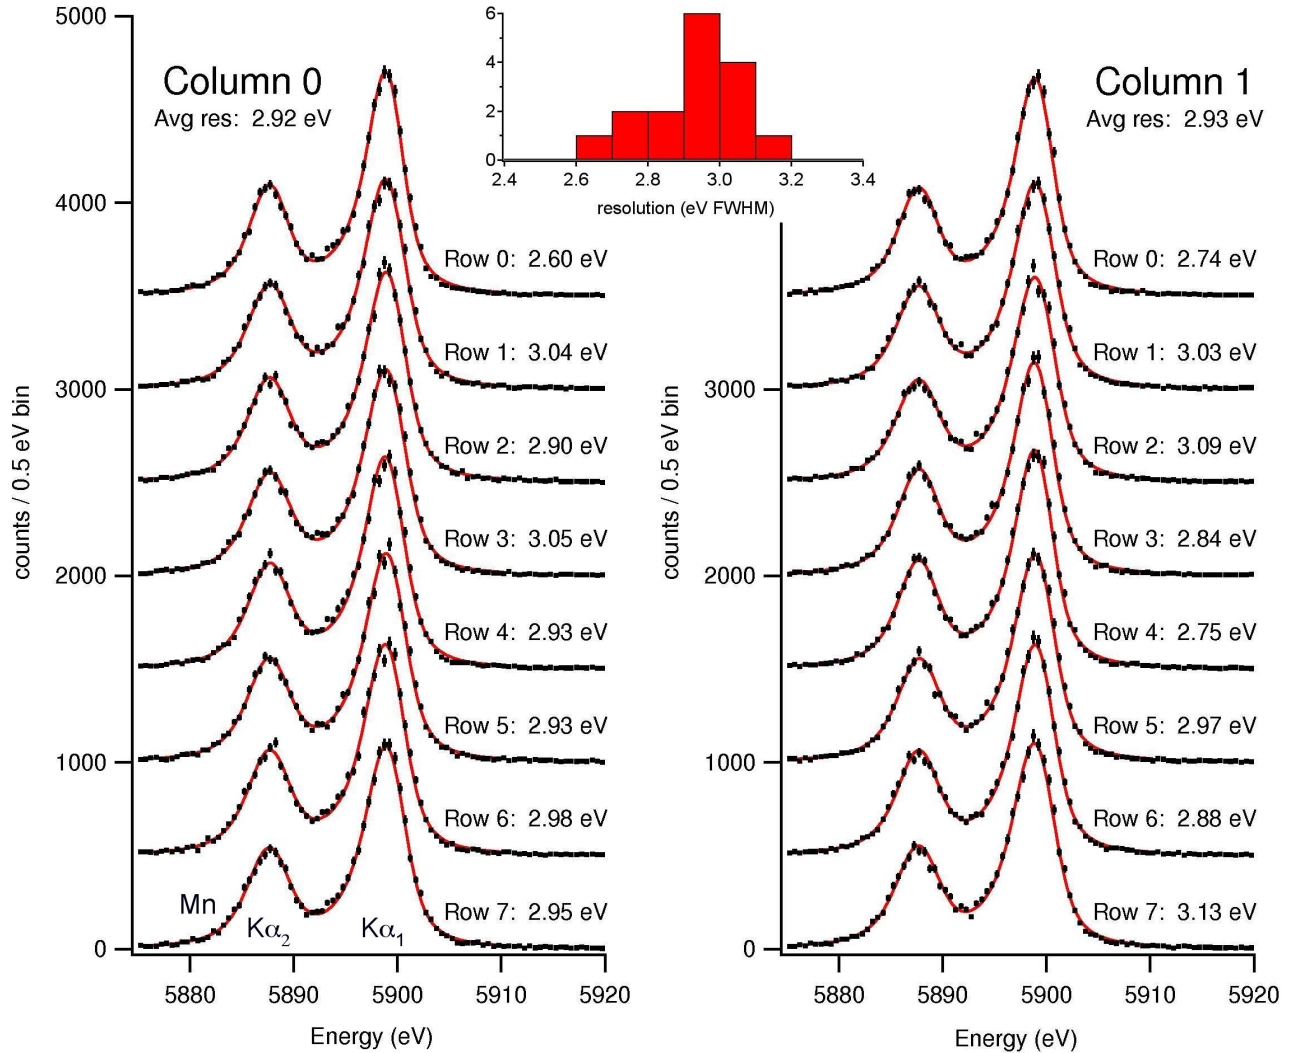 5000
4000
3000
2000
1000
0
counts / 0.5 eV bin
Column 0
Avg res: 2.92 eV
Row 0: 2.60 eV
Row 1: 3.04 eV
Row 2: 2.90 eV
Row 3: 3.05 eV
Row 4: 2.93 eV
Row 5: 2.93 eV
Row 6: 2.98 eV
Row 7: 2.95 eV
Mn
Kα2
Kα1
5880 5890 5900 5910 5920
Energy (eV)
6
4
2
0
2.4 2.6 2.8 3.0 3.2 3.4
resolution (eV FWHM)
4000
3000
2000
1000
0
counts / 0.5 eV bin
Column 1
Avg res: 2.93 eV
Row 0: 2.74 eV
Row 1: 3.03 eV
Row 2: 3.09 eV
Row 3: 2.84 eV
Row 4: 2.75 eV
Row 5: 2.97 eV
Row 6: 2.88 eV
Row 7: 3.13 eV
5880 5890 5900 5910 5920
Energy (eV)